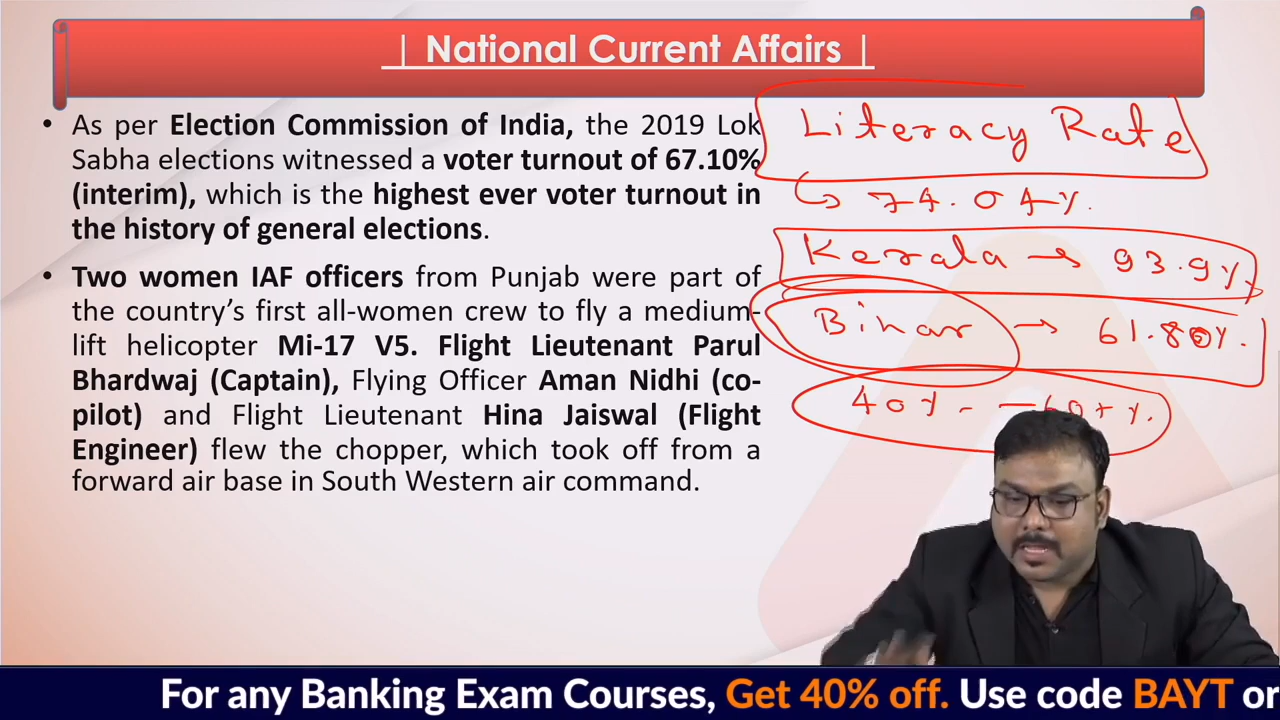 | National Current Affairs |
• As per Election Commission of India, the 2019 Lok
Sabha elections witnessed a voter turnout of 67.10%
(interim), which is the highest ever voter turnout in
the history of general elections.
• Two women IAF officers from Punjab were part of
the country’s first all-women crew to fly a medium-
lift helicopter Mi-17 V5. Flight Lieutenant Parul
Bhardwaj (Captain), Flying Officer Aman Nidhi (co-
pilot) and Flight Lieutenant Hina Jaiswal (Flight
Engineer) flew the chopper, which took off from a
forward air base in South Western air command.
Literacy Rate
→ 74.04%.
Kerala → 93.9%
Bihar → 61.80%.
40%
For any Banking Exam Courses, Get 40% off. Use code BAYT or